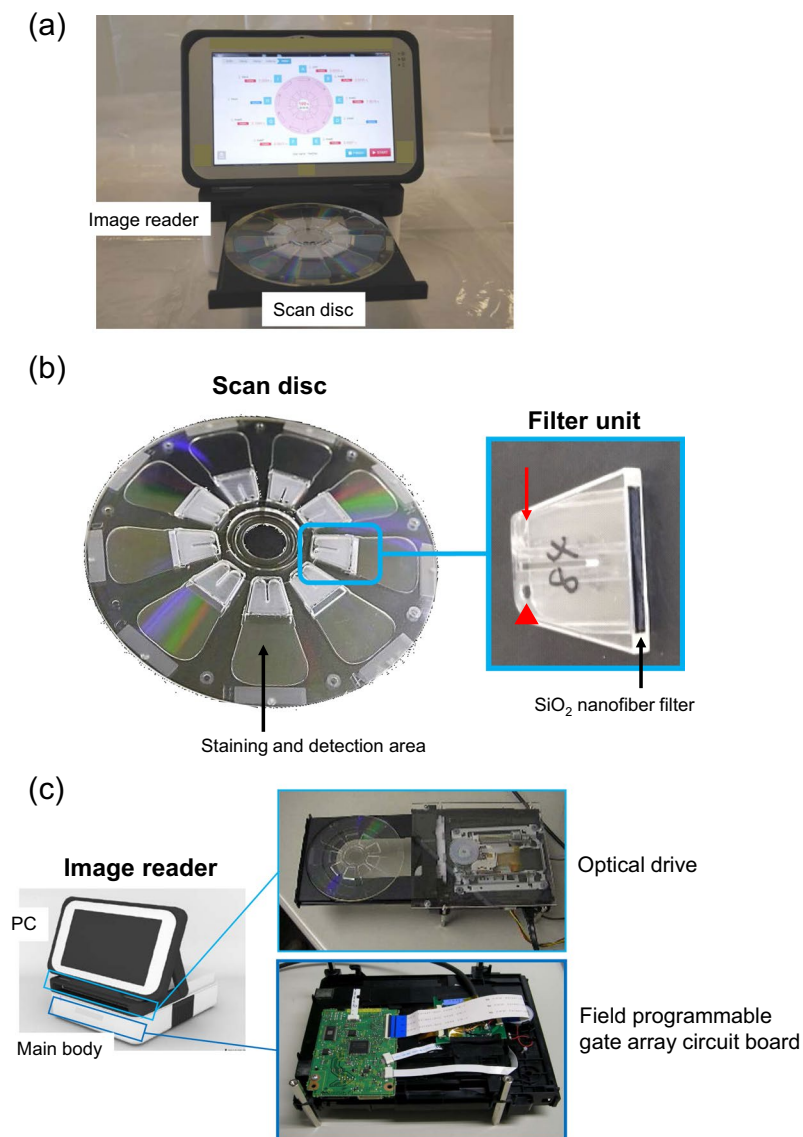 (a)
Image reader
Scan disc
(b)
Scan disc
Filter unit
84
SiO₂ nanofiber filter
Staining and detection area
(c)
Image reader
PC
Main body
Optical drive
Field programmable
gate array circuit board